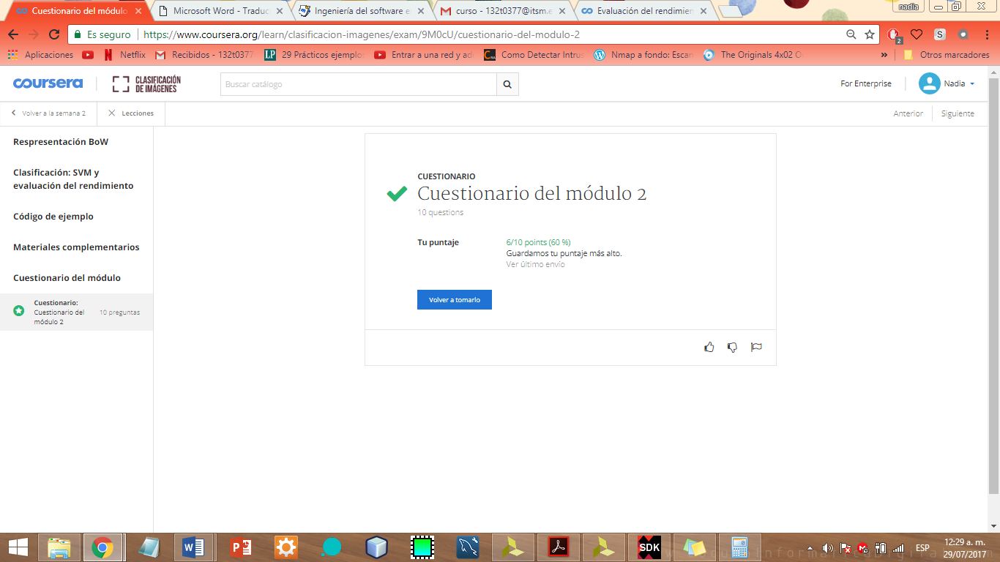 Cuestionario del módulo
Microsoft Word - Traduc
Ingeniería del software e
curso - 132t0377@itsm.e
Evaluación del rendimien
nadia
Es seguro
https://www.coursera.org/learn/clasificacion-imagenes/exam/9M0cU/cuestionario-del-modulo-2
2
Aplicaciones
Netflix
Recibidos - 132t0377
29 Prácticos ejemplo
Entrar a una red y ad
Como Detectar Intrus
Nmap a fondo: Escan
The Originals 4x02 O
»
Otros marcadores
coursera
CLASIFICACIÓN
DE IMÁGENES
Buscar catálogo
For Enterprise
Nadia
Volver a la semana 2
Lecciones
Anterior
Siguiente
Respresentación BoW
Clasificación: SVM y
evaluación del rendimiento
Código de ejemplo
Materiales complementarios
Cuestionario del módulo
Cuestionario:
Cuestionario del
módulo 2
10 preguntas
CUESTIONARIO
Cuestionario del módulo 2
10 questions
Tu puntaje
6/10 points (60 %)
Guardamos tu puntaje más alto.
Ver último envío
Volver a tomarlo
SDK
ESP
12:29 a. m.
29/07/2017